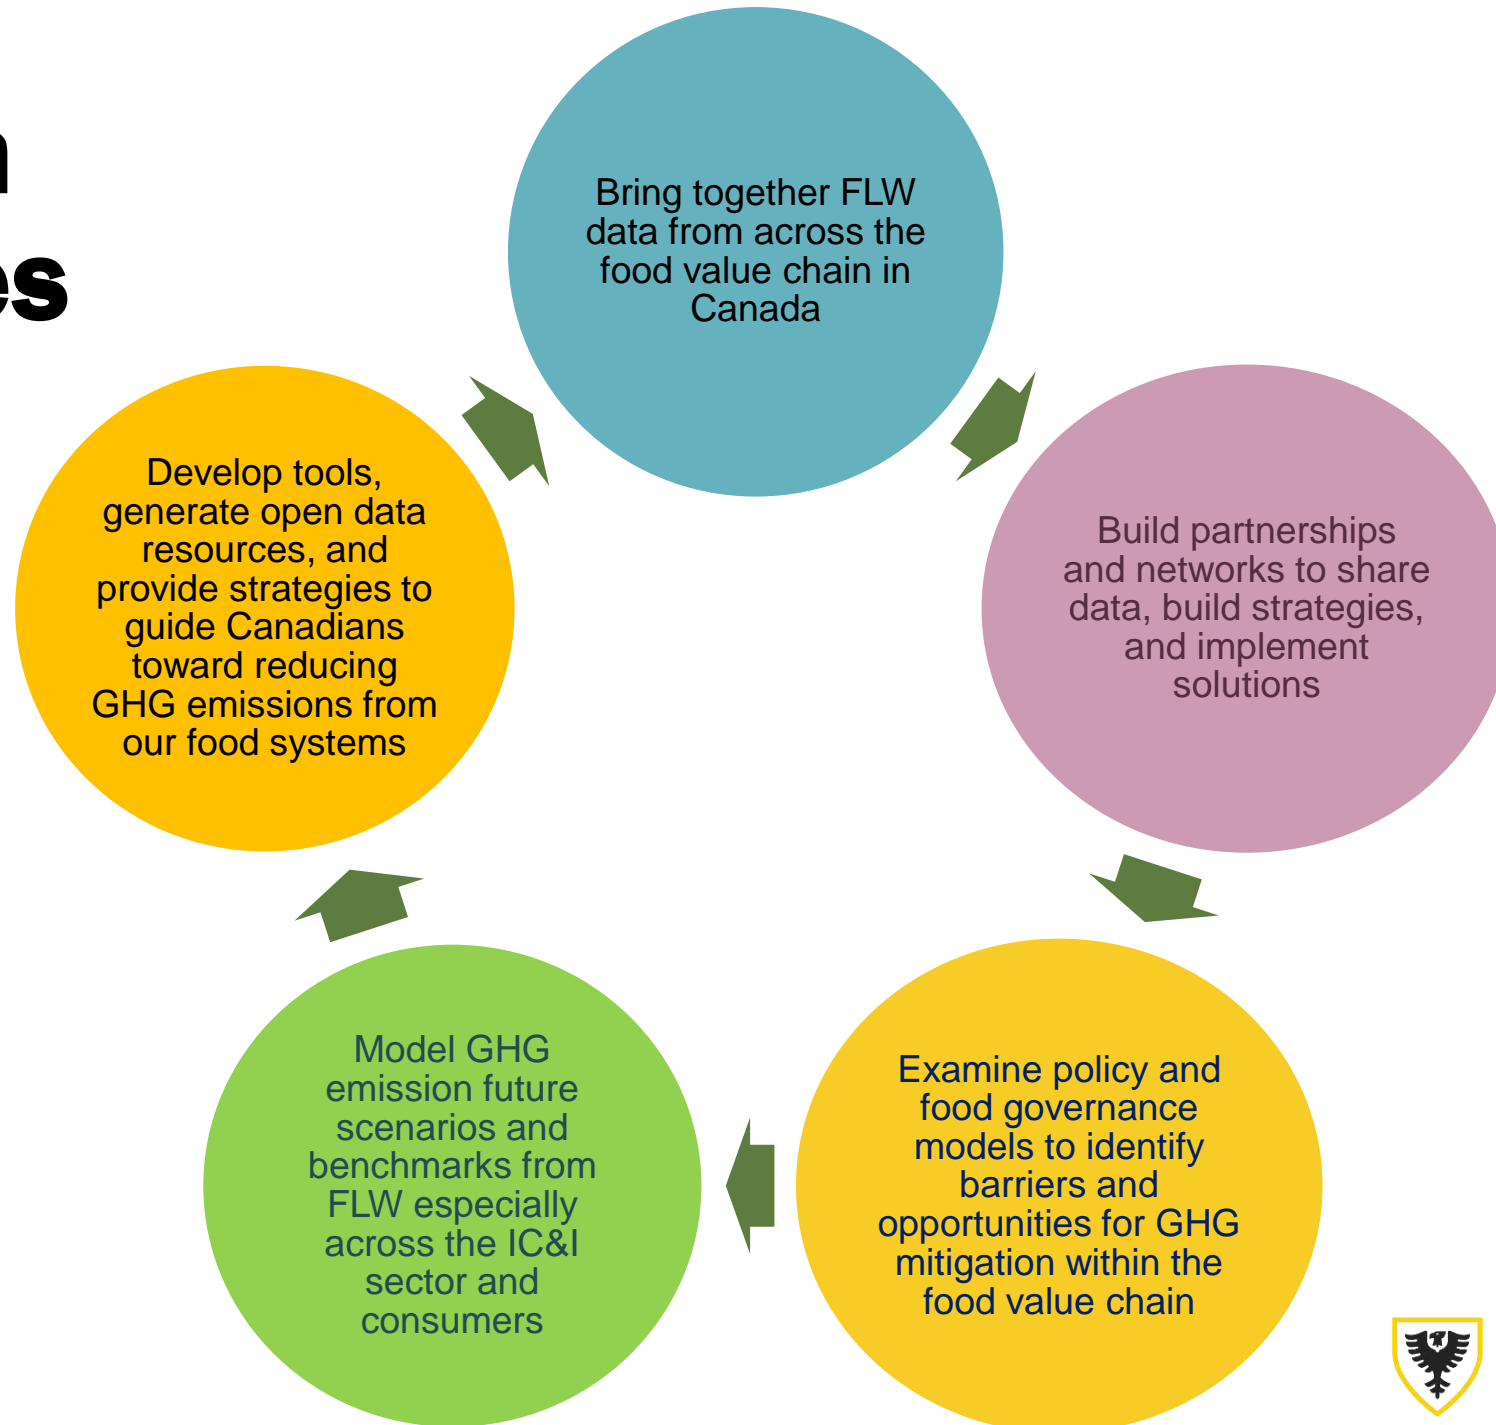 Bring together FLW
data from across the
food value chain in
Canada
Build partnerships
and networks to share
data, build strategies,
and implement
solutions
Examine policy and
food governance
models to identify
barriers and
opportunities for GHG
mitigation within the
food value chain
Model GHG
emission future
scenarios and
benchmarks from
FLW especially
across the IC&I
sector and
consumers
Develop tools,
generate open data
resources, and
provide strategies to
guide Canadians
toward reducing
GHG emissions from
our food systems